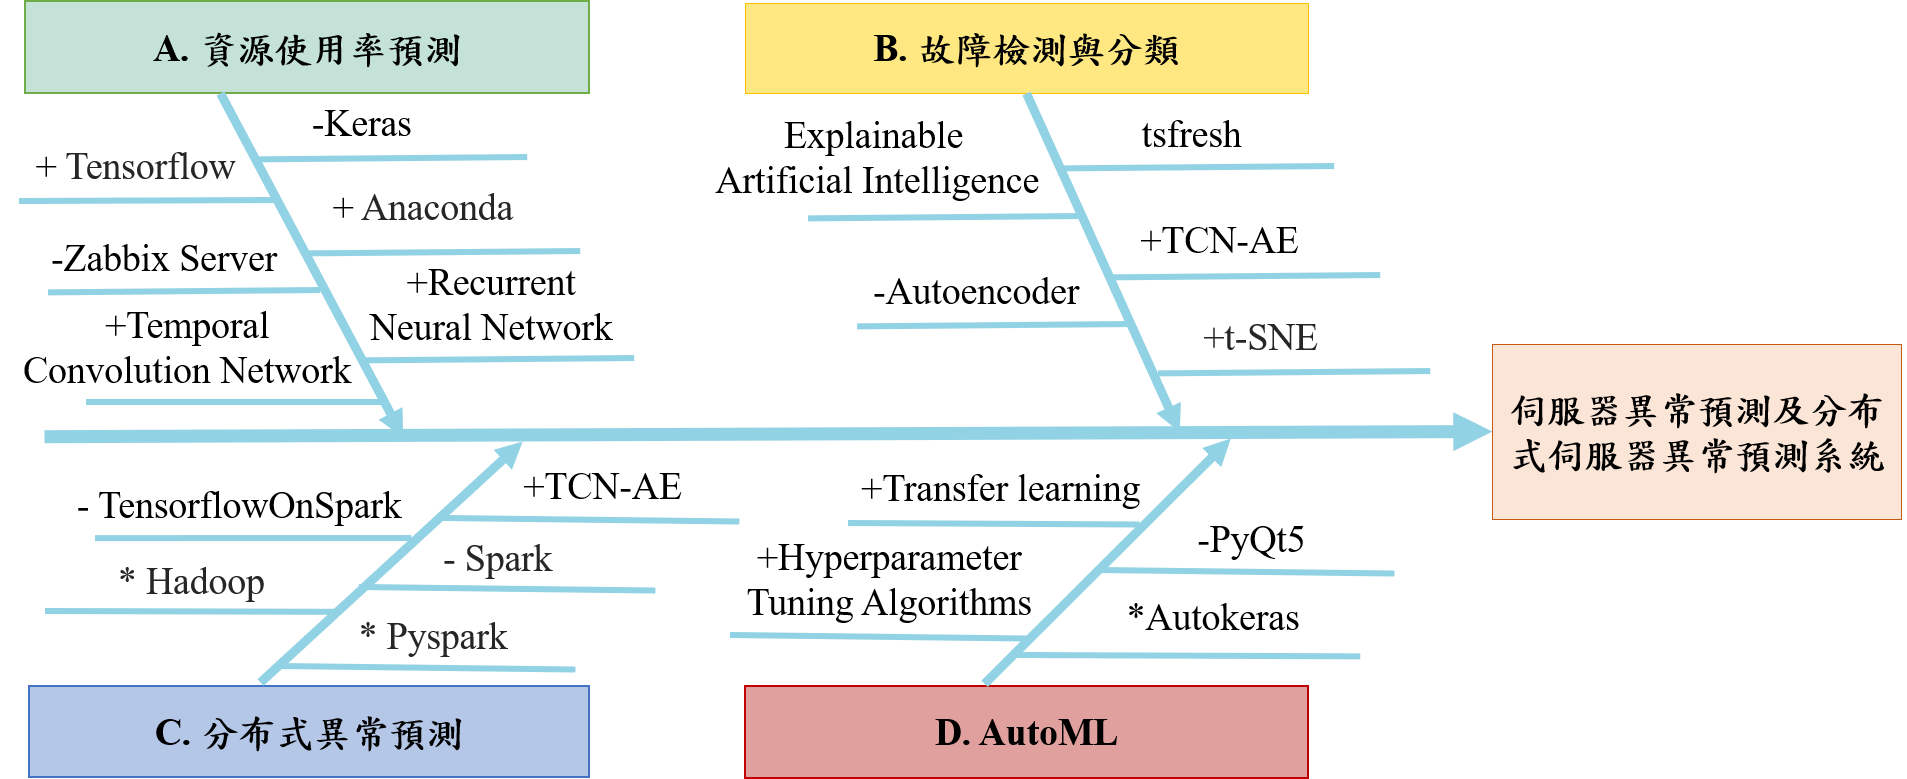 A. 資源使用率預測
-Keras
+ Tensorflow
+ Anaconda
-Zabbix Server
+Recurrent
Neural Network
+Temporal
Convolution Network
B. 故障檢測與分類
Explainable
Artificial Intelligence
tsfresh
+TCN-AE
-Autoencoder
+t-SNE
伺服器異常預測及分布
式伺服器異常預測系統
+TCN-AE
- TensorflowOnSpark
- Spark
* Hadoop
* Pyspark
C. 分布式異常預測
+Transfer learning
-PyQt5
+Hyperparameter
Tuning Algorithms
*Autokeras
D. AutoML